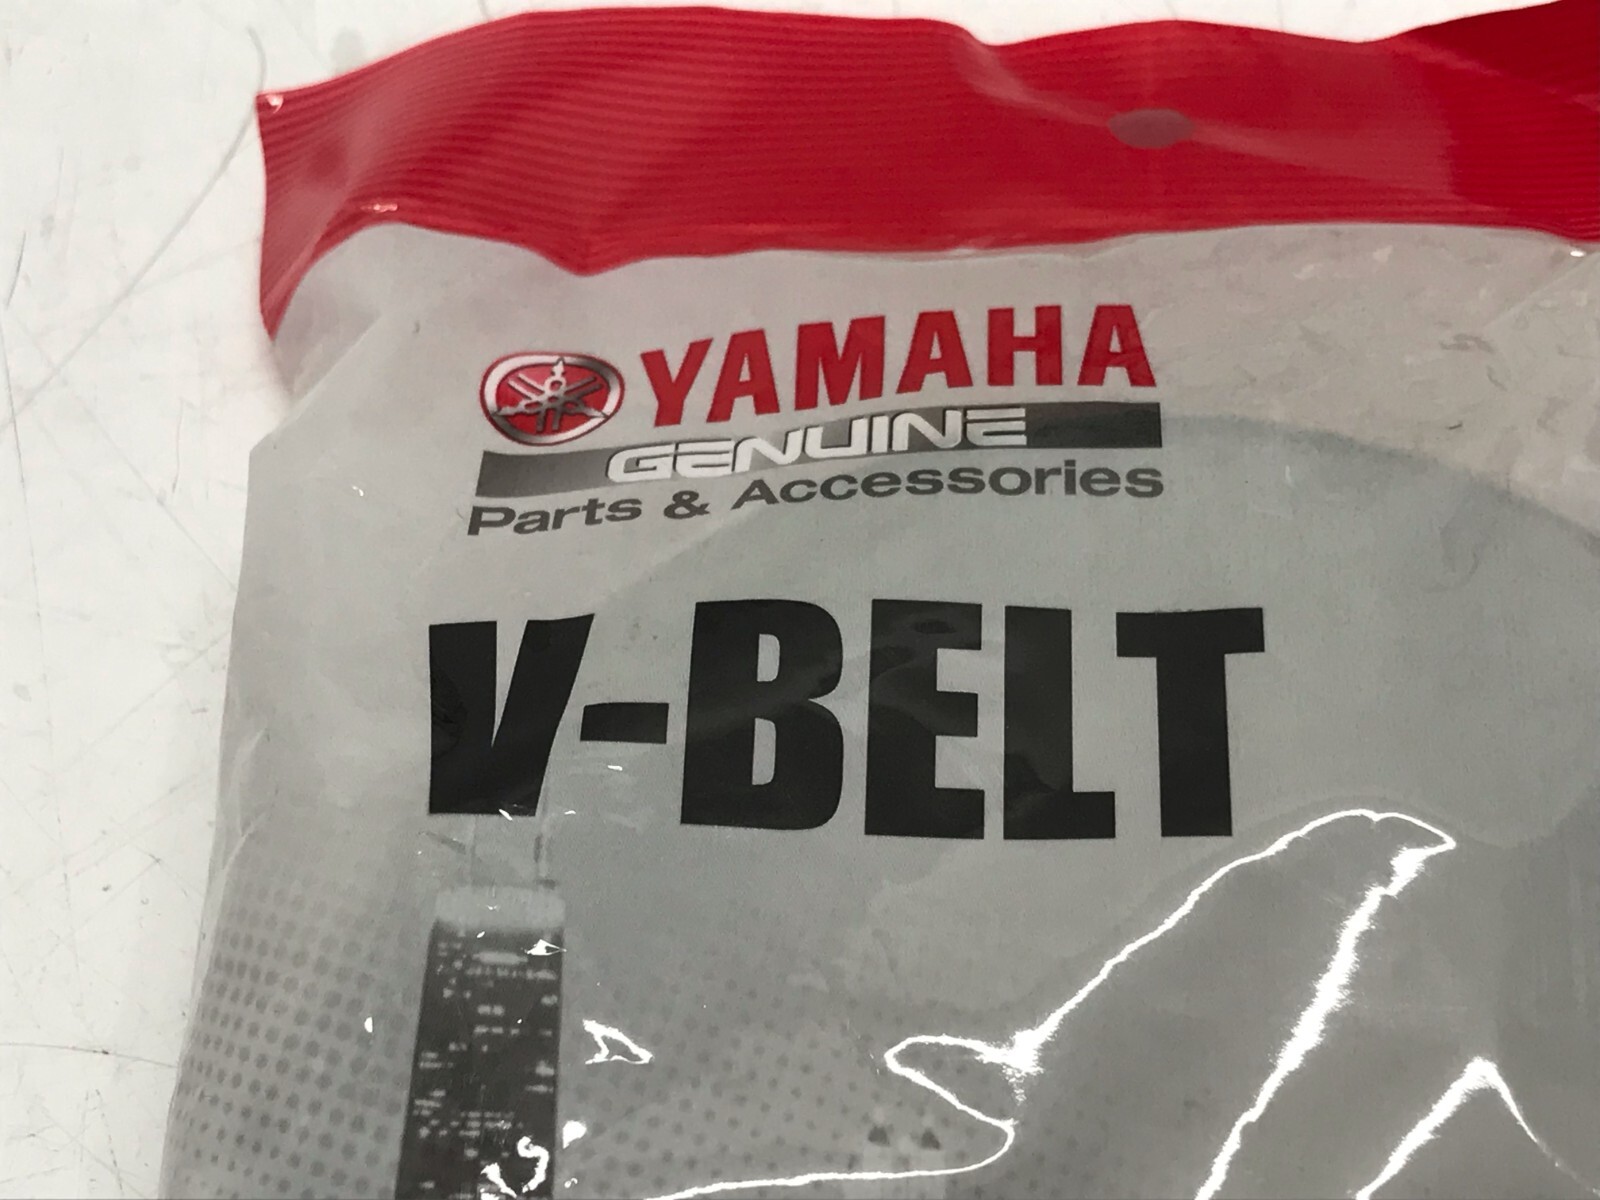 YAMAHA
GENUINE
Parts & Accessories
V-BELT